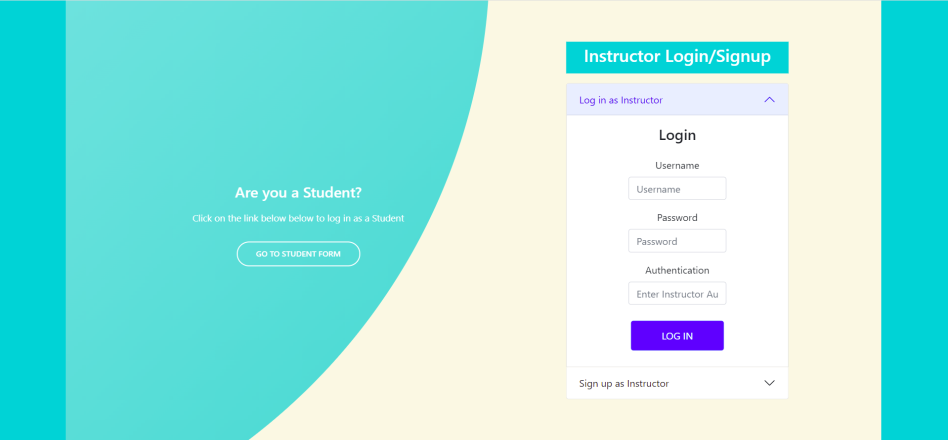 Are you a Student?
Click on the link below below to log in as a Student
GO TO STUDENT FORM
Instructor Login/Signup
Log in as Instructor
Login
Username
Username
Password
Password
Authentication
Enter Instructor Au
LOG IN
Sign up as Instructor